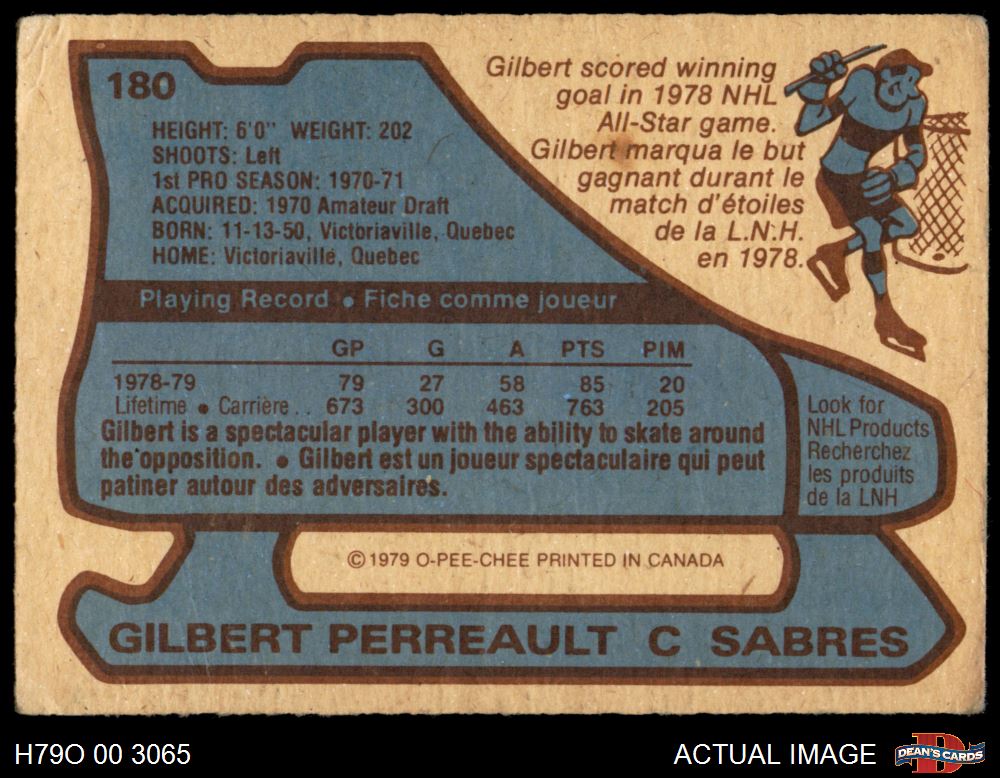 180
HEIGHT: 6'0" WEIGHT: 202
SHOOTS: Left
1st PRO SEASON: 1970-71
ACQUIRED: 1970 Amateur Draft
BORN: 11-13-50, Victoriaville, Quebec
HOME: Victoriaville, Quebec
Gilbert scored winning
goal in 1978 NHL
All-Star game.
Gilbert marqua le but
gagnant durant le
match d'étoiles
de la L.N.H.
en 1978.
Playing Record • Fiche comme joueur
GP G A PTS PIM
1978-79 79 27 58 85 20
Lifetime • Carrière . . 673 300 463 763 205
Gilbert is a spectacular player with the ability to skate around
the opposition. • Gilbert est un joueur spectaculaire qui peut
patiner autour des adversaires.
Look for
NHL Products
Recherchez
les produits
de la LNH
© 1979 O-PEE-CHEE PRINTED IN CANADA
GILBERT PERREAULT C SABRES
H79O 00 3065
ACTUAL IMAGE
DEAN'S CARDS